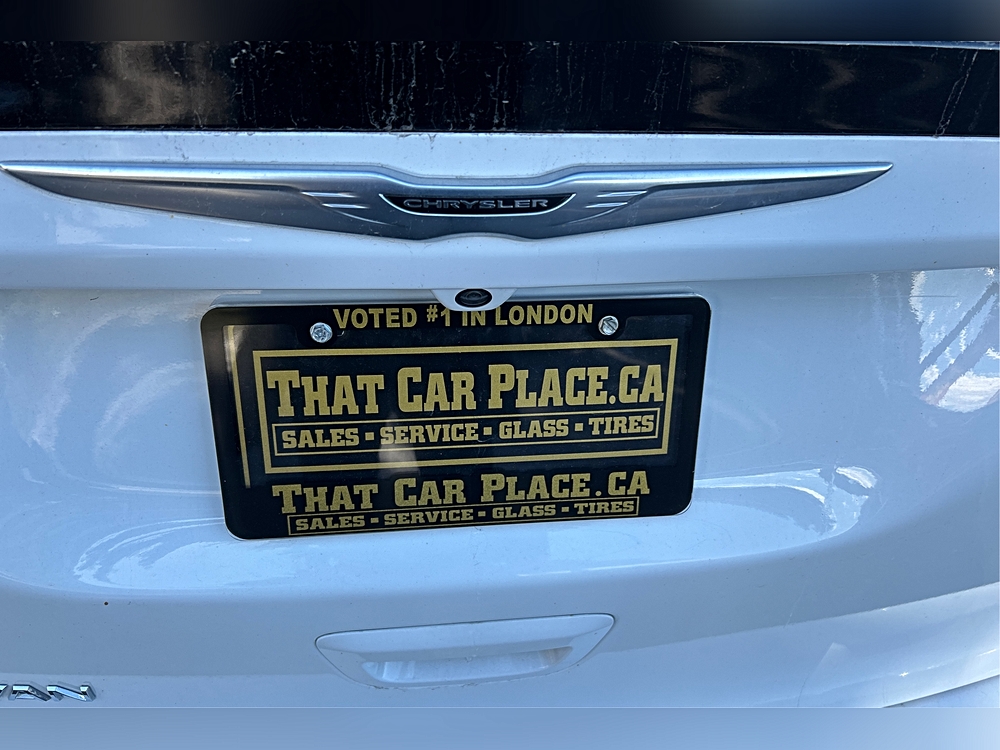 CHRYSLER
VOTED #1 IN LONDON
THAT CAR PLACE.CA
SALES ▪ SERVICE ▪ GLASS ▪ TIRES
THAT CAR PLACE.CA
SALES ▪ SERVICE ▪ GLASS ▪ TIRES